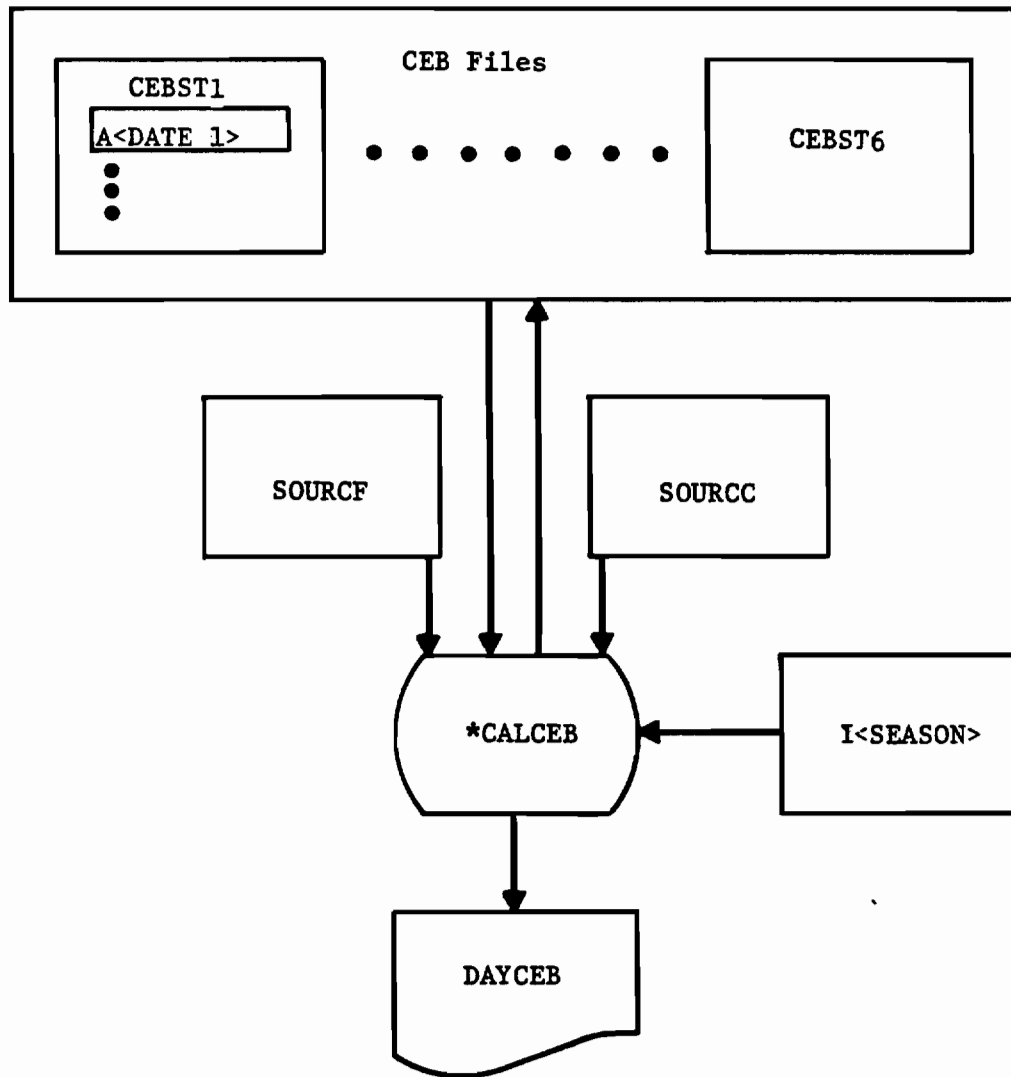 CEB Files
CEBST1
A<DATE 1>
CEBST6
SOURCF
SOURCC
*CALCEB
I<SEASON>
DAYCEB